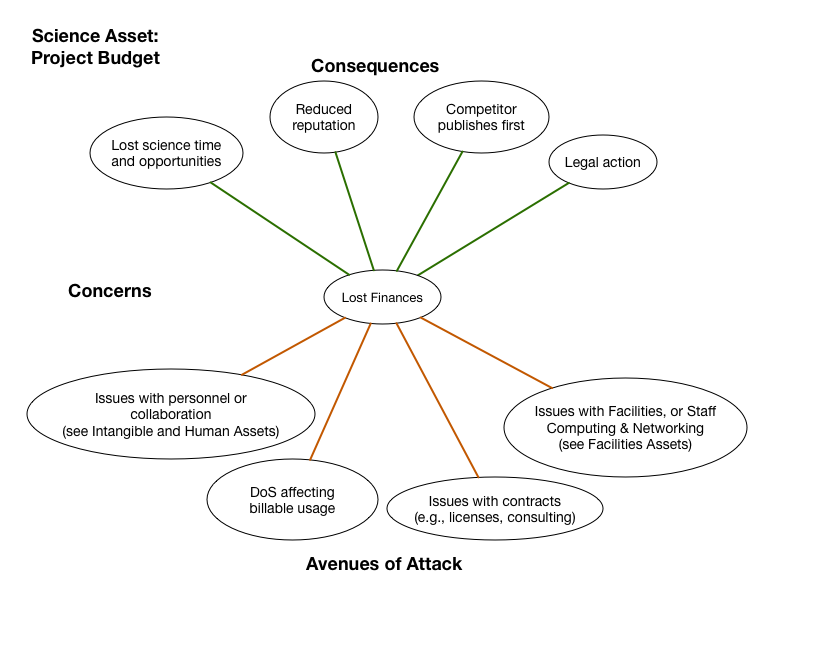 Science Asset:
Project Budget
Consequences
Reduced
reputation
Competitor
publishes first
Lost science time
and opportunities
Legal action
Concerns
Lost Finances
Issues with personnel or
collaboration
(see Intangible and Human Assets)
Issues with Facilities, or Staff
Computing & Networking
(see Facilities Assets)
DoS affecting
billable usage
Issues with contracts
(e.g., licenses, consulting)
Avenues of Attack